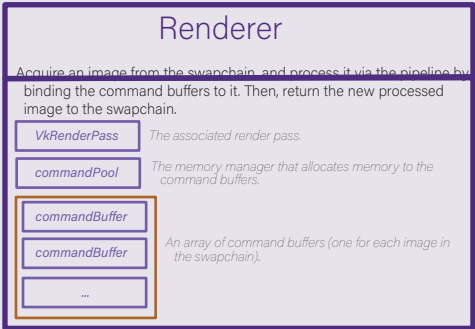 Renderer
Acquire an image from the swapchain, and process it via the pipeline by
binding the command buffers to it. Then, return the new processed
image to the swapchain.
VkRenderPass The associated render pass.
commandPool The memory manager that allocates memory to the
command buffers.
commandBuffer
commandBuffer An array of command buffers (one for each image in
the swapchain).
...